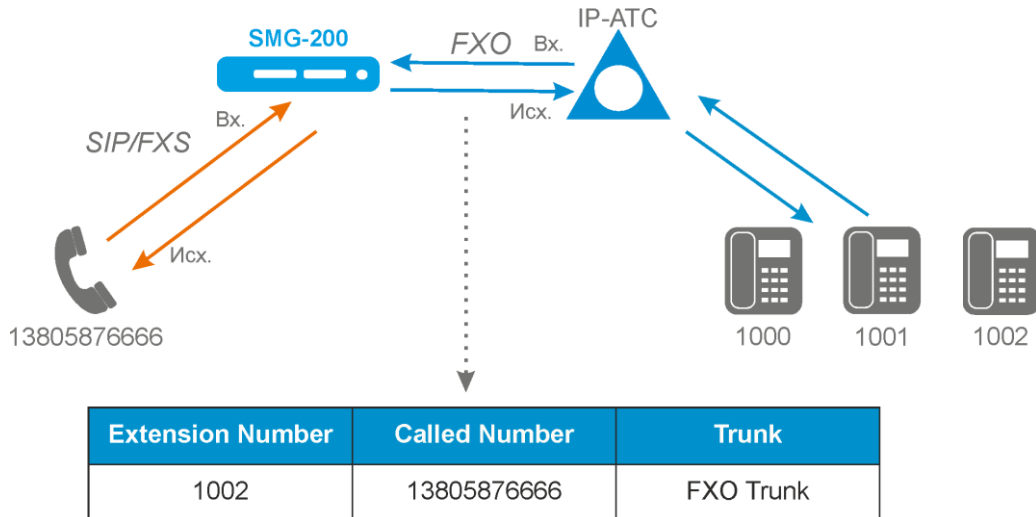 IP-АТС
SMG-200
FXO
Вх.
Исх.
Вх.
SIP/FXS
Исх.
13805876666
1000
1001
1002
Extension Number Called Number Trunk
1002 13805876666 FXO Trunk